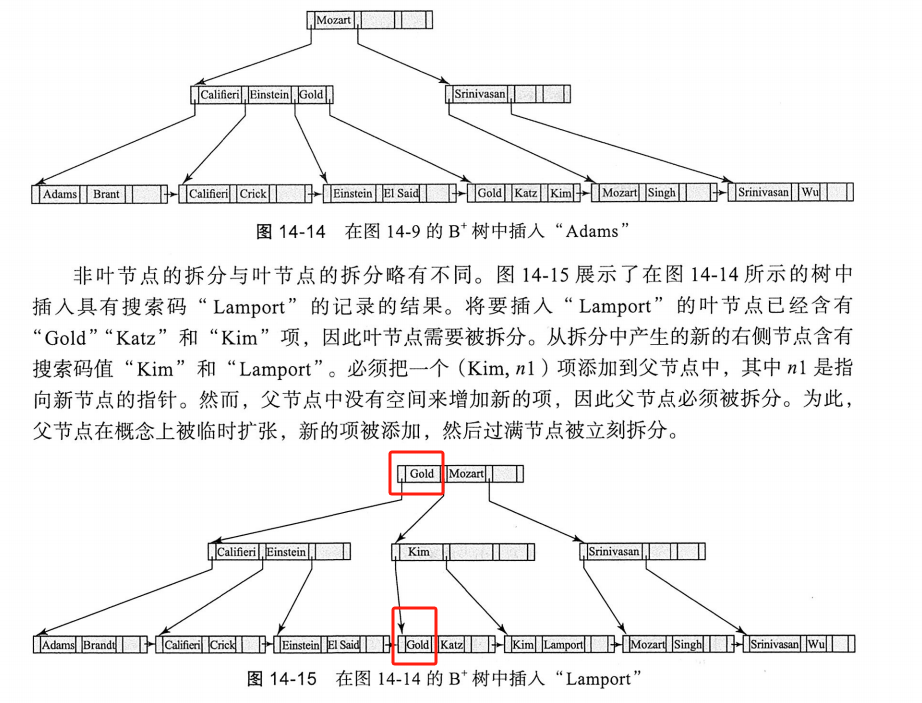 Mozart
Califieri Einstein Gold
Srinivasan
Adams Brant
Califieri Crick
Einstein El Said
Gold Katz Kim
Mozart Singh
Srinivasan Wu
图 14-14 在图 14-9 的 B+ 树中插入“Adams”
非叶节点的拆分与叶节点的拆分略有不同。图 14-15 展示了在图 14-14 所示的树中
插入具有搜索码“Lamport”的记录的结果。将要插入“Lamport”的叶节点已经含有
“Gold”“Katz”和“Kim”项，因此叶节点需要被拆分。从拆分中产生的新的右侧节点含有
搜索码值“Kim”和“Lamport”。必须把一个（Kim, n1）项添加到父节点中，其中 n1 是指
向新节点的指针。然而，父节点中没有空间来增加新的项，因此父节点必须被拆分。为此，
父节点在概念上被临时扩张，新的项被添加，然后过满节点被立刻拆分。
Gold Mozart
Califieri Einstein
Kim
Srinivasan
Adams Brandt
Califieri Crick
Einstein El Said
Gold Katz
Kim Lamport
Mozart Singh
Srinivasan Wu
图 14-15 在图 14-14 的 B+ 树中插入“Lamport”